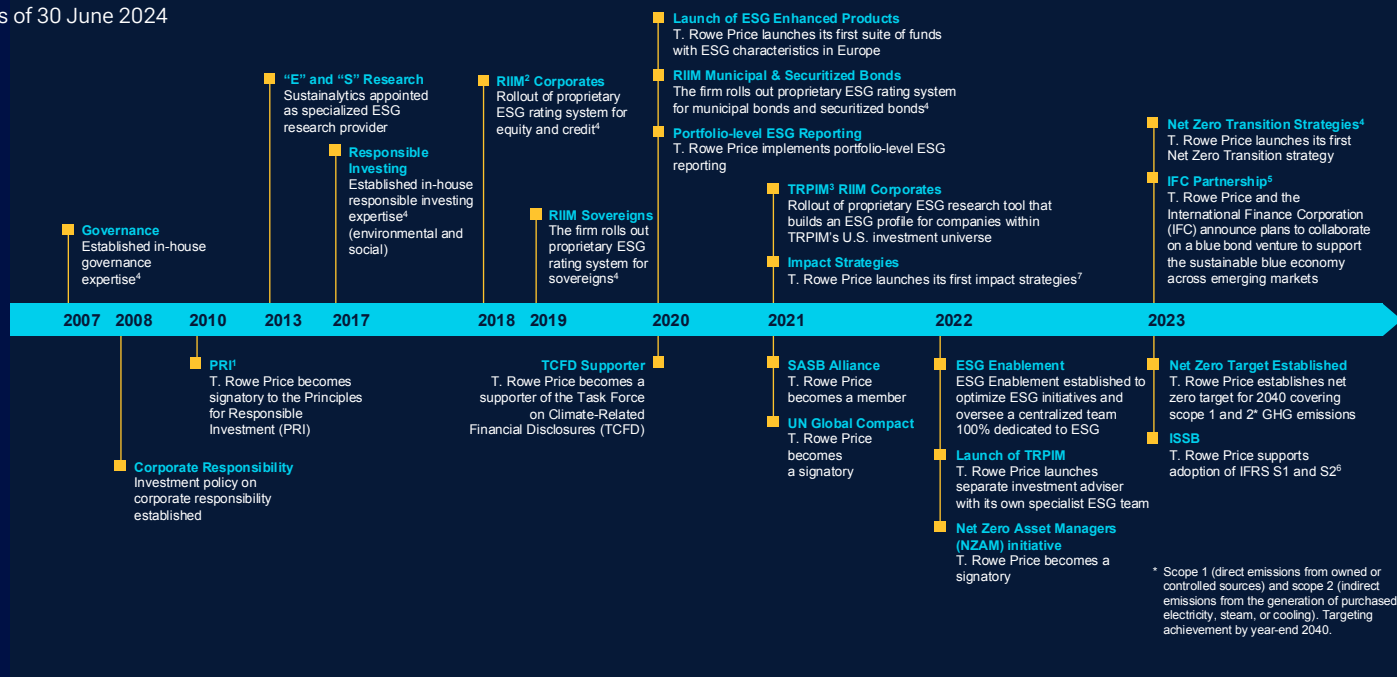 s of 30 June 2024
Launch of ESG Enhanced Products
T. Rowe Price launches its first suite of funds
with ESG characteristics in Europe
"E" and "S" Research
Sustainalytics appointed
as specialized ESG
research provider
RIIM² Corporates
Rollout of proprietary
ESG rating system for
equity and credit⁴
RIIM Municipal & Securitized Bonds
The firm rolls out proprietary ESG rating system
for municipal bonds and securitized bonds⁴
Portfolio-level ESG Reporting
T. Rowe Price implements portfolio-level ESG
reporting
Net Zero Transition Strategies⁴
T. Rowe Price launches its first
Net Zero Transition strategy
Responsible
Investing
Established in-house
responsible investing
expertise⁴
(environmental and
social)
IFC Partnership⁵
T. Rowe Price and the
International Finance Corporation
(IFC) announce plans to collaborate
on a blue bond venture to support
the sustainable blue economy
across emerging markets
TRPIM³ RIIM Corporates
Rollout of proprietary ESG research tool that
builds an ESG profile for companies within
TRPIM's U.S. investment universe
RIIM Sovereigns
The firm rolls out
proprietary ESG
rating system for
sovereigns⁴
Governance
Established in-house
governance
expertise⁴
Impact Strategies
T. Rowe Price launches its first impact strategies⁷
2007 2008 2010 2013 2017 2018 2019 2020 2021 2022 2023
PRI¹
T. Rowe Price becomes
signatory to the Principles
for Responsible
Investment (PRI)
TCFD Supporter
T. Rowe Price becomes a
supporter of the Task Force
on Climate-Related
Financial Disclosures (TCFD)
SASB Alliance
T. Rowe Price
becomes a member
ESG Enablement
ESG Enablement established to
optimize ESG initiatives and
oversee a centralized team
100% dedicated to ESG
Net Zero Target Established
T. Rowe Price establishes net
zero target for 2040 covering
scope 1 and 2* GHG emissions
UN Global Compact
T. Rowe Price
becomes
a signatory
ISSB
T. Rowe Price supports
adoption of IFRS S1 and S2⁶
Launch of TRPIM
T. Rowe Price launches
separate investment adviser
with its own specialist ESG team
Corporate Responsibility
Investment policy on
corporate responsibility
established
Net Zero Asset Managers
(NZAM) initiative
T. Rowe Price becomes a
signatory
* Scope 1 (direct emissions from owned or
controlled sources) and scope 2 (indirect
emissions from the generation of purchased
electricity, steam, or cooling). Targeting
achievement by year-end 2040.